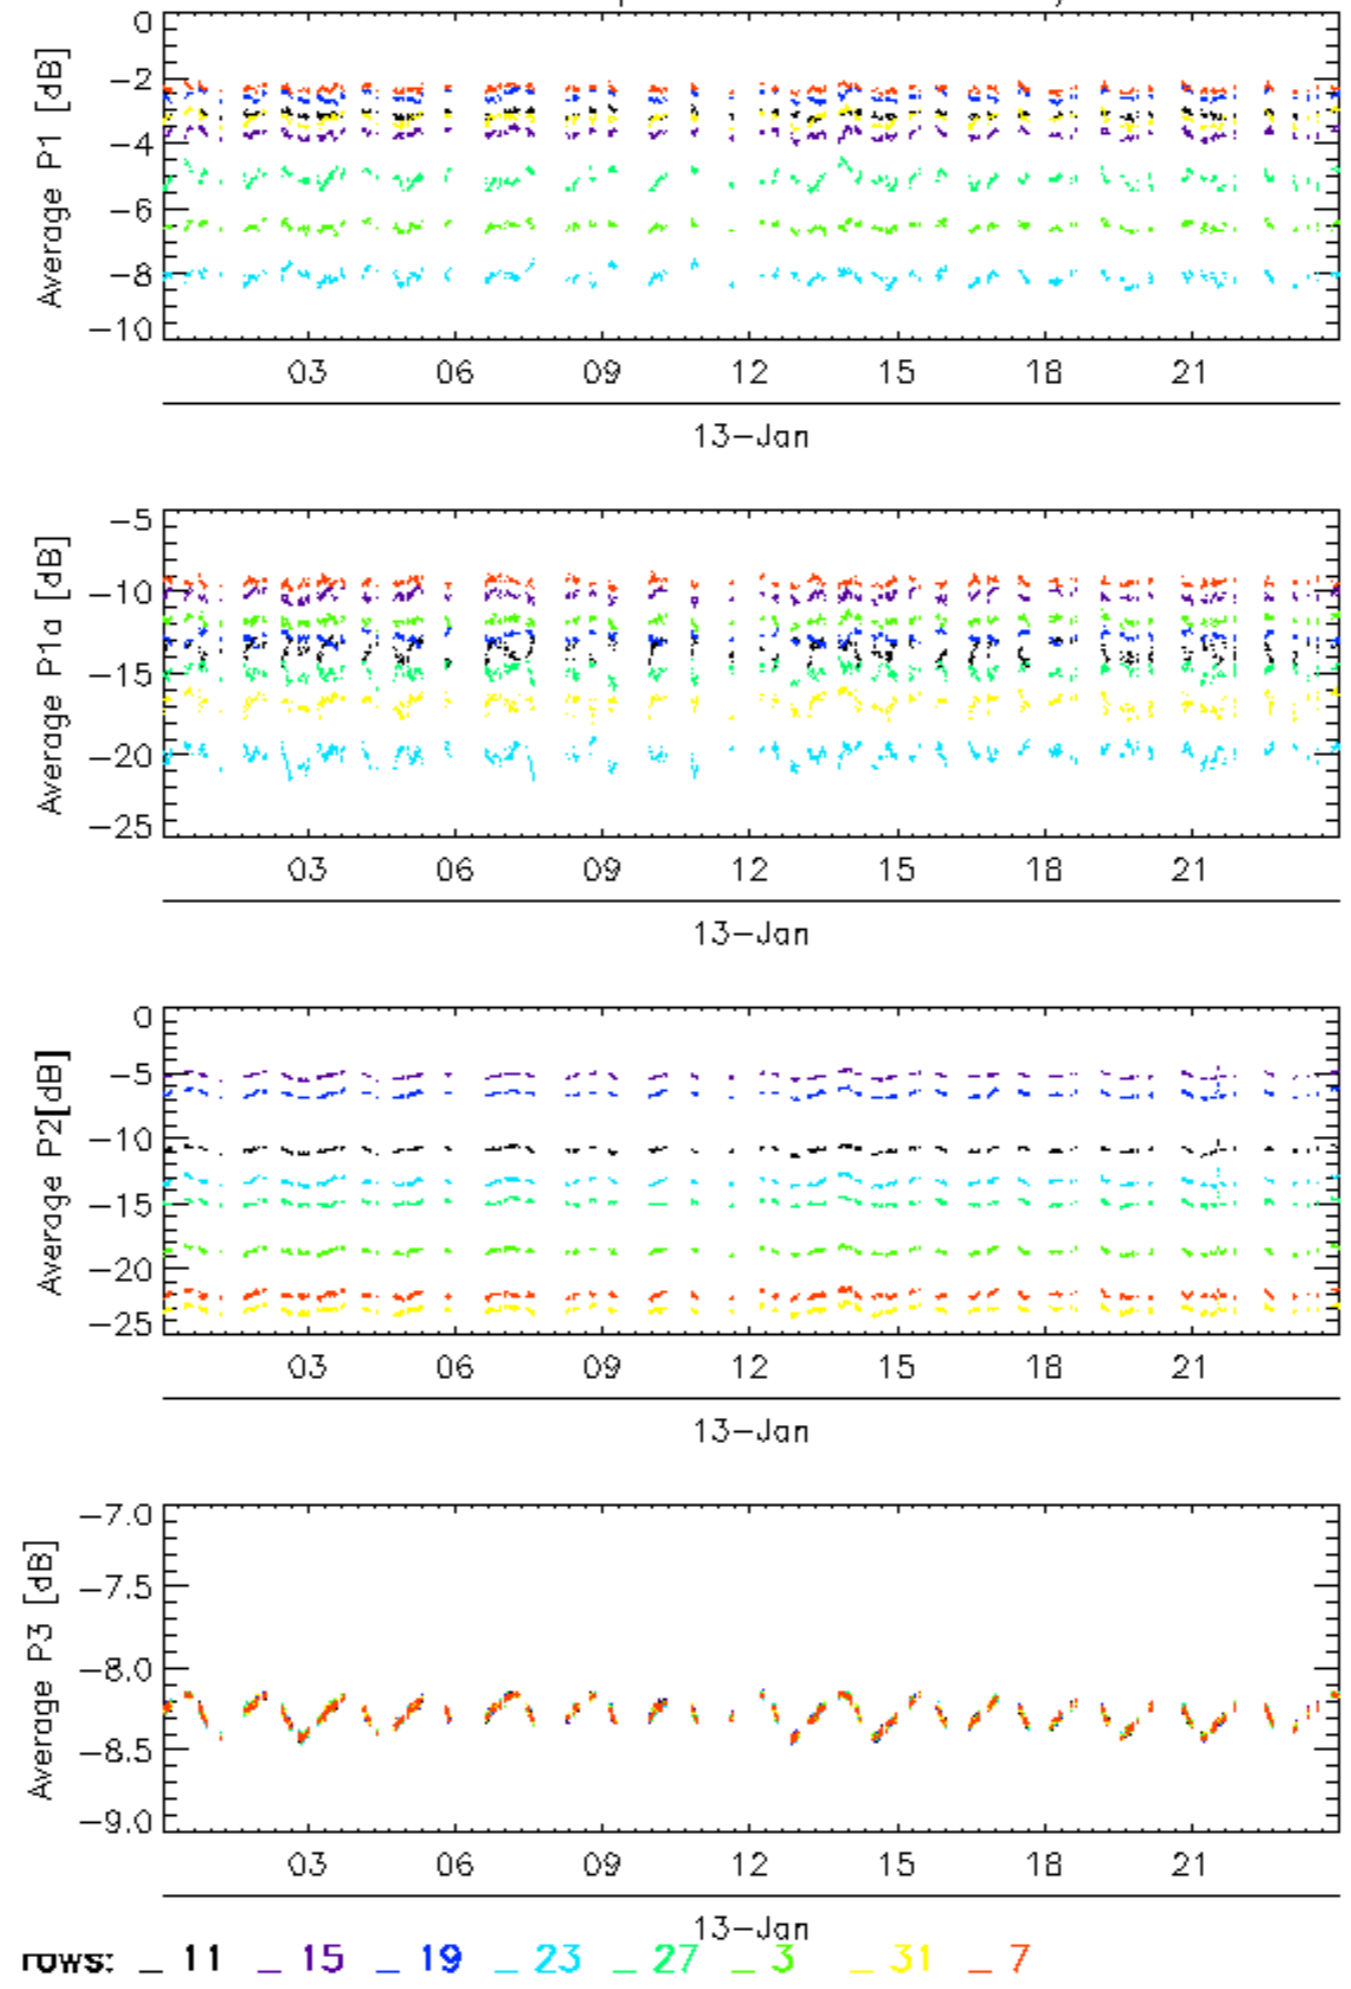 0
−2
−4
−6
−8
−10
Average P1 [dB]
03 06 09 12 15 18 21
13−Jan
−5
−10
−15
−20
−25
Average P1a [dB]
03 06 09 12 15 18 21
13−Jan
0
−5
−10
−15
−20
−25
Average P2[dB]
03 06 09 12 15 18 21
13−Jan
−7.0
−7.5
−8.0
−8.5
−9.0
Average P3 [dB]
03 06 09 12 15 18 21
13−Jan
rows: _ 11 _ 15 _ 19 _ 23 _ 27 _ 3 _ 31 _ 7